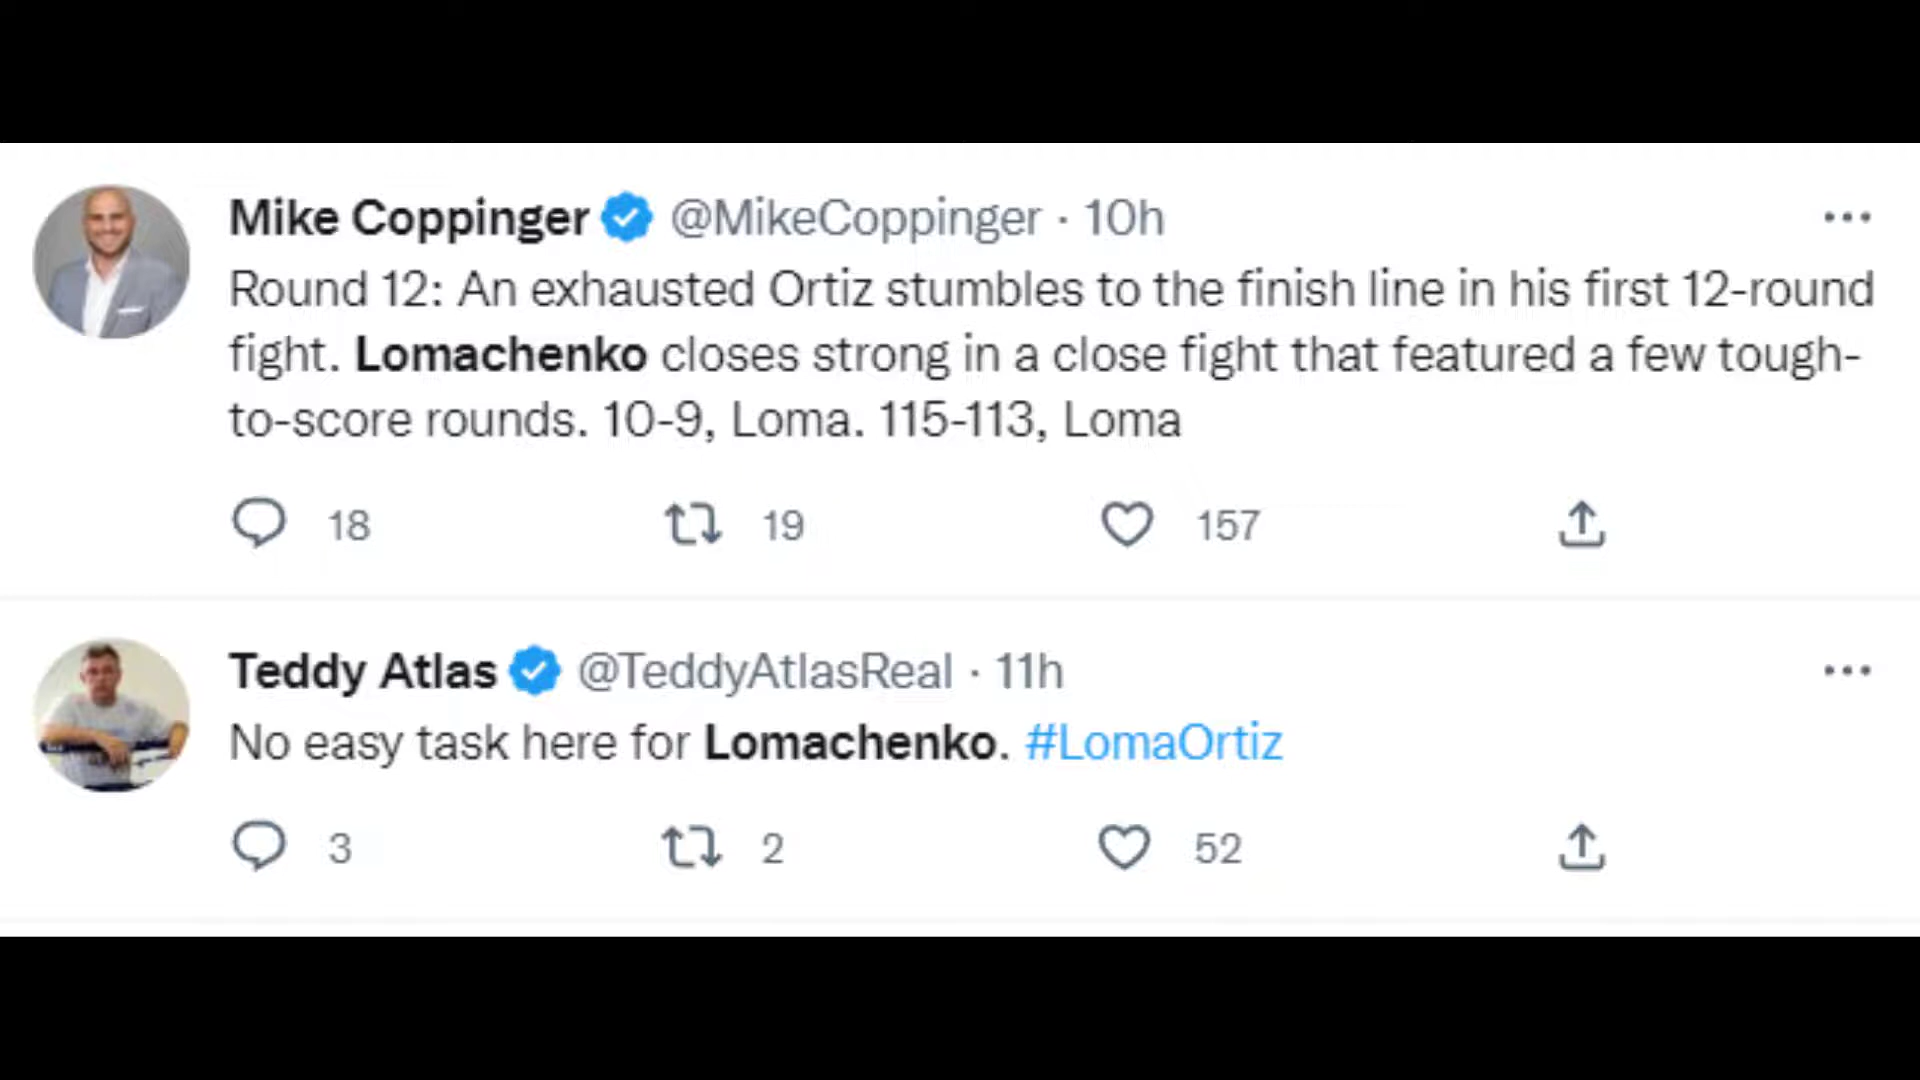 Mike Coppinger @MikeCoppinger · 10h
Round 12: An exhausted Ortiz stumbles to the finish line in his first 12-round
fight. Lomachenko closes strong in a close fight that featured a few tough-
to-score rounds. 10-9, Loma. 115-113, Loma
18 19 157
Teddy Atlas @TeddyAtlasReal · 11h
No easy task here for Lomachenko. #LomaOrtiz
3 2 52